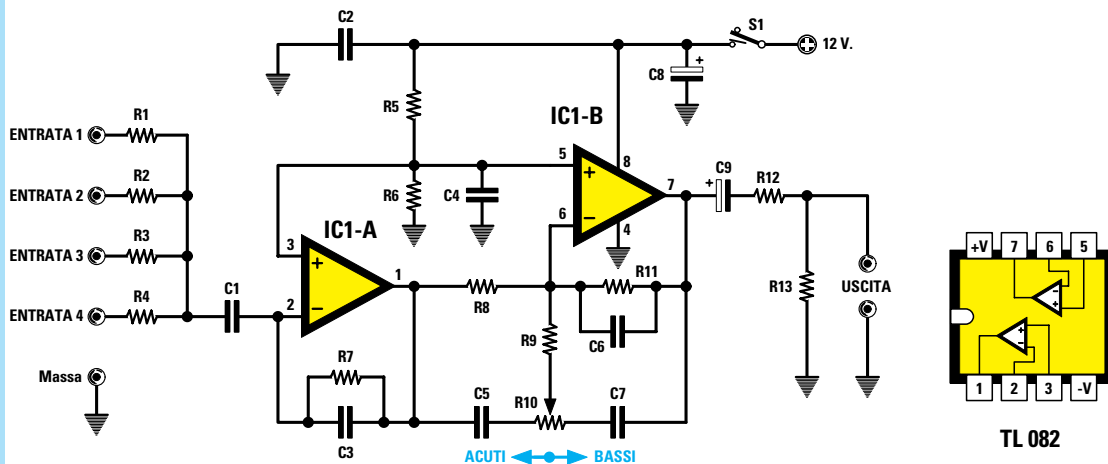 C2
S1
12 V.
C8
R5
IC1-B
R1
ENTRATA 1
R2
ENTRATA 2
R3
ENTRATA 3
R4
ENTRATA 4
C1
Massa
R6
C4
IC1-A
3
+
2
−
1
5
+
6
−
8
7
4
C9
+
+
R12
R13
USCITA
R8
R11
C6
R9
R7
C3
C5
R10
C7
ACUTI
BASSI
+V
7
6
5
−
+
+
−
1
2
3
-V
TL 082